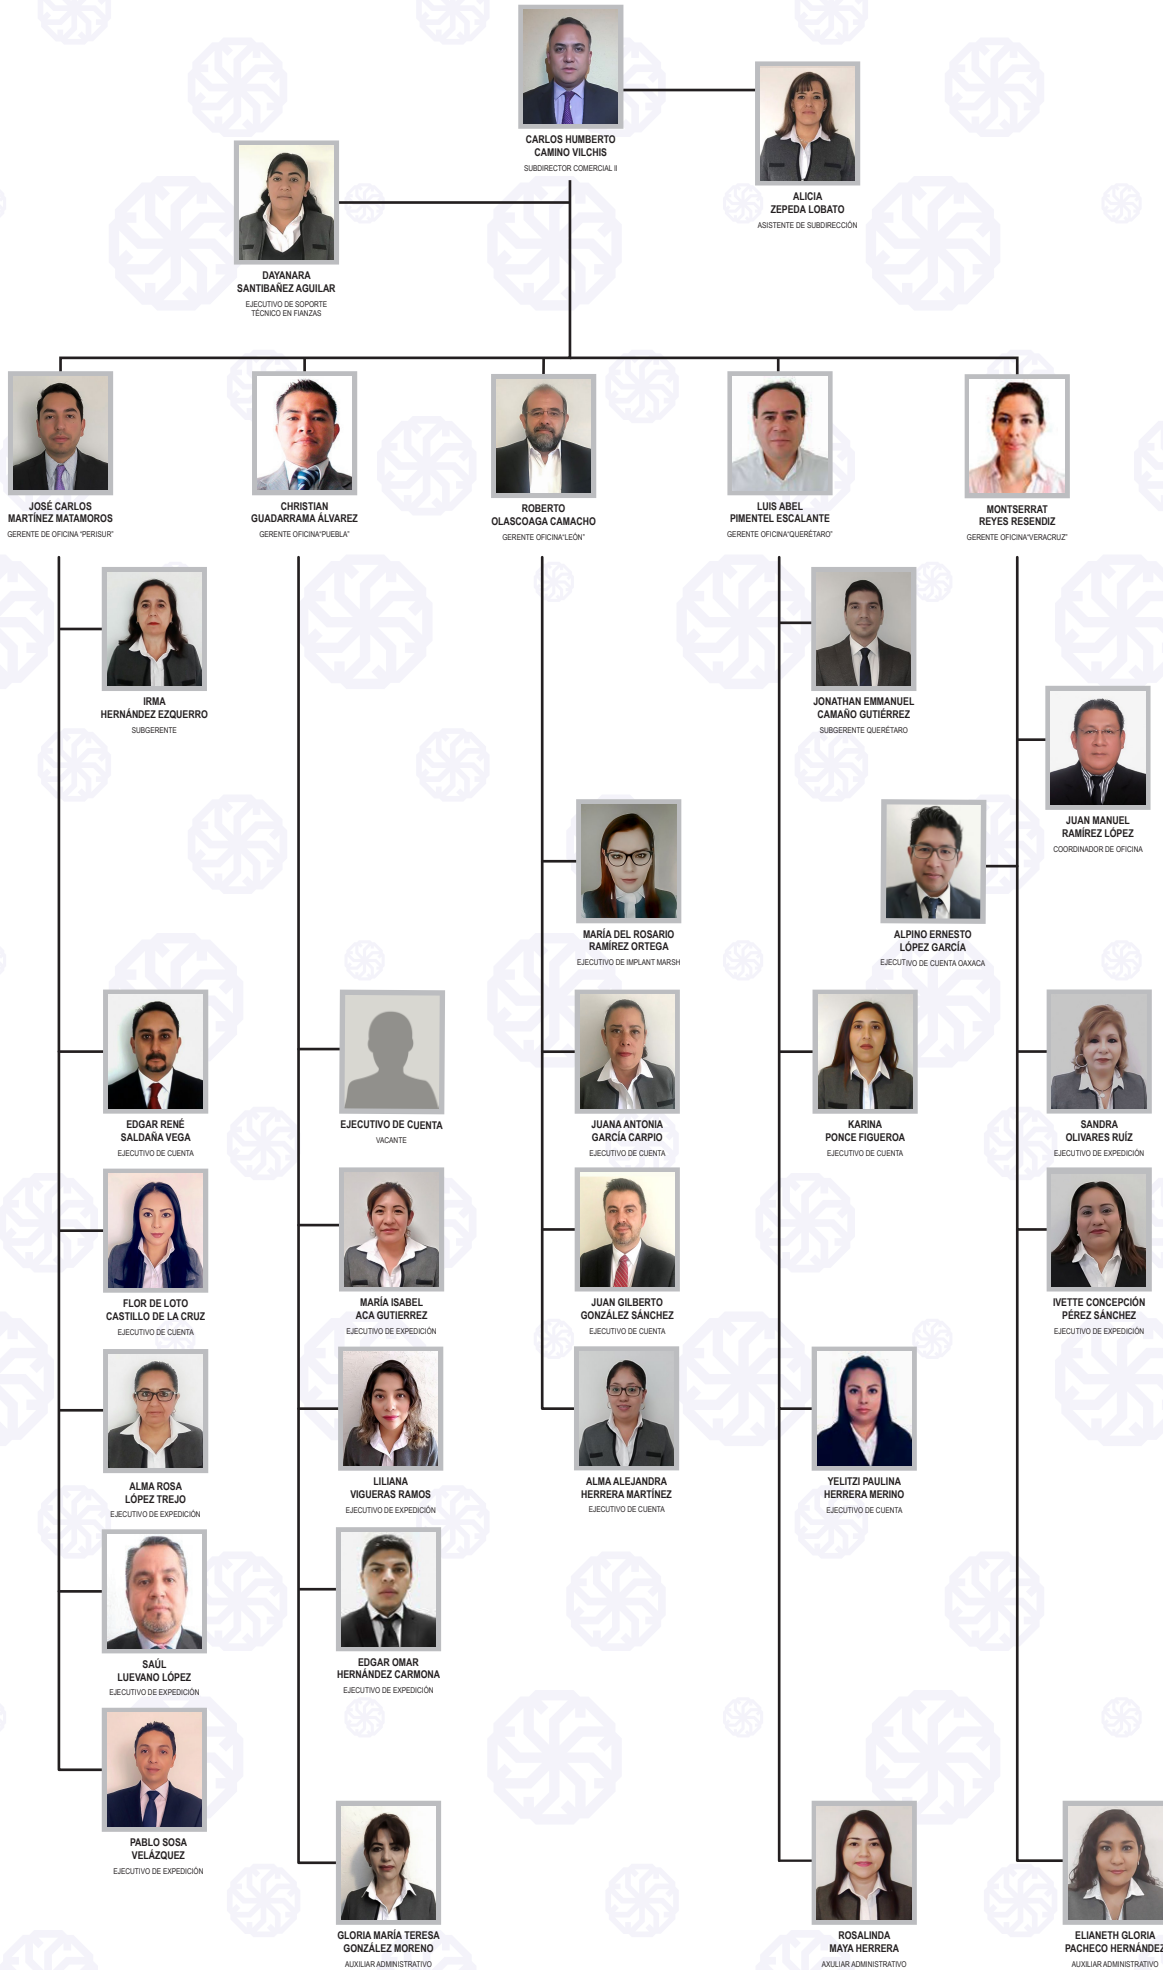 CARLOS HUMBERTO
CAMINO VILCHIS
SUBDIRECTOR COMERCIAL II
ALICIA
ZEPEDA LOBATO
ASISTENTE DE SUBDIRECCIÓN
DAYANARA
SANTIBAÑEZ AGUILAR
EJECUTIVO DE SOPORTE
TÉCNICO EN FIANZAS
JOSÉ CARLOS
MARTÍNEZ MATAMOROS
GERENTE DE OFICINA "PERISUR"
CHRISTIAN
GUADARRAMA ÁLVAREZ
GERENTE OFICINA"PUEBLA"
ROBERTO
OLASCOAGA CAMACHO
GERENTE OFICINA"LEÓN"
LUIS ABEL
PIMENTEL ESCALANTE
GERENTE OFICINA"QUERÉTARO"
MONTSERRAT
REYES RESENDIZ
GERENTE OFICINA"VERACRUZ"
IRMA
HERNÁNDEZ EZQUERRO
SUBGERENTE
JONATHAN EMMANUEL
CAMAÑO GUTIÉRREZ
SUBGERENTE QUERÉTARO
JUAN MANUEL
RAMÍREZ LÓPEZ
COORDINADOR DE OFICINA
MARÍA DEL ROSARIO
RAMÍREZ ORTEGA
EJECUTIVO DE IMPLANT MARSH
ALPINO ERNESTO
LÓPEZ GARCÍA
EJECUTIVO DE CUENTA OAXACA
EDGAR RENÉ
SALDAÑA VEGA
EJECUTIVO DE CUENTA
EJECUTIVO DE CUENTA
VACANTE
JUANA ANTONIA
GARCÍA CARPIO
EJECUTIVO DE CUENTA
KARINA
PONCE FIGUEROA
EJECUTIVO DE CUENTA
SANDRA
OLIVARES RUÍZ
EJECUTIVO DE EXPEDICIÓN
FLOR DE LOTO
CASTILLO DE LA CRUZ
EJECUTIVO DE CUENTA
MARÍA ISABEL
ACA GUTIERREZ
EJECUTIVO DE EXPEDICIÓN
JUAN GILBERTO
GONZÁLEZ SÁNCHEZ
EJECUTIVO DE CUENTA
IVETTE CONCEPCIÓN
PÉREZ SÁNCHEZ
EJECUTIVO DE EXPEDICIÓN
ALMA ROSA
LÓPEZ TREJO
EJECUTIVO DE EXPEDICIÓN
LILIANA
VIGUERAS RAMOS
EJECUTIVO DE EXPEDICIÓN
ALMA ALEJANDRA
HERRERA MARTÍNEZ
EJECUTIVO DE CUENTA
YELITZI PAULINA
HERRERA MERINO
EJECUTIVO DE CUENTA
SAÚL
LUEVANO LÓPEZ
EJECUTIVO DE EXPEDICIÓN
EDGAR OMAR
HERNÁNDEZ CARMONA
EJECUTIVO DE EXPEDICIÓN
PABLO SOSA
VELÁZQUEZ
EJECUTIVO DE EXPEDICIÓN
GLORIA MARÍA TERESA
GONZÁLEZ MORENO
AUXILIAR ADMINISTRATIVO
ROSALINDA
MAYA HERRERA
AXULIAR ADMINISTRATIVO
ELIANETH GLORIA
PACHECO HERNÁNDEZ
AUXILIAR ADMINISTRATIVO